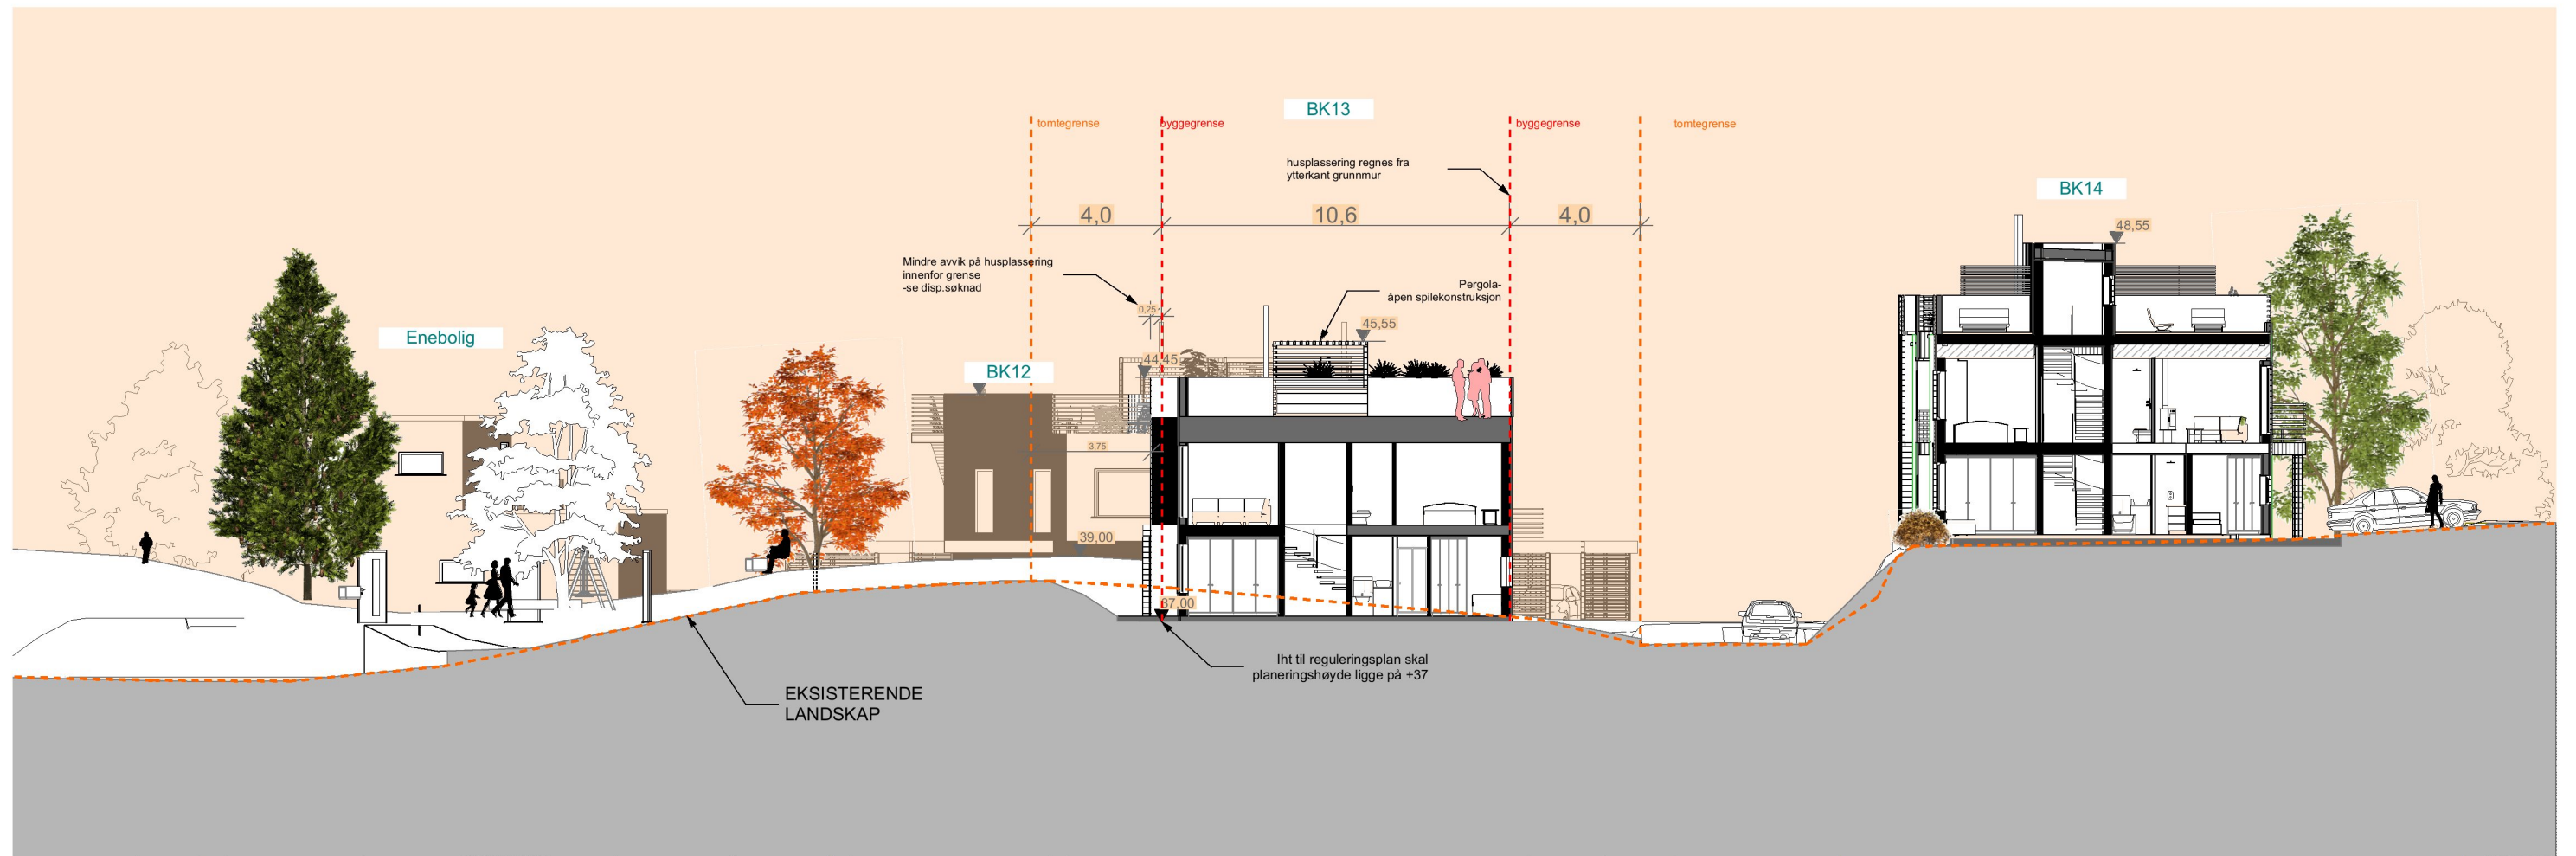 BK13
tomtegrense
byggegrense
byggegrense
tomtegrense
husplassering regnes fra
ytterkant grunnmur
BK14
4,0
10,6
4,0
48,55
Mindre avvik på husplassering
innenfor grense
-se disp.søknad
Pergola-
åpen spilekonstruksjon
0,25
45,55
Enebolig
44,45
BK12
3,75
39,00
37,00
Iht til reguleringsplan skal
planeringshøyde ligge på +37
EKSISTERENDE
LANDSKAP